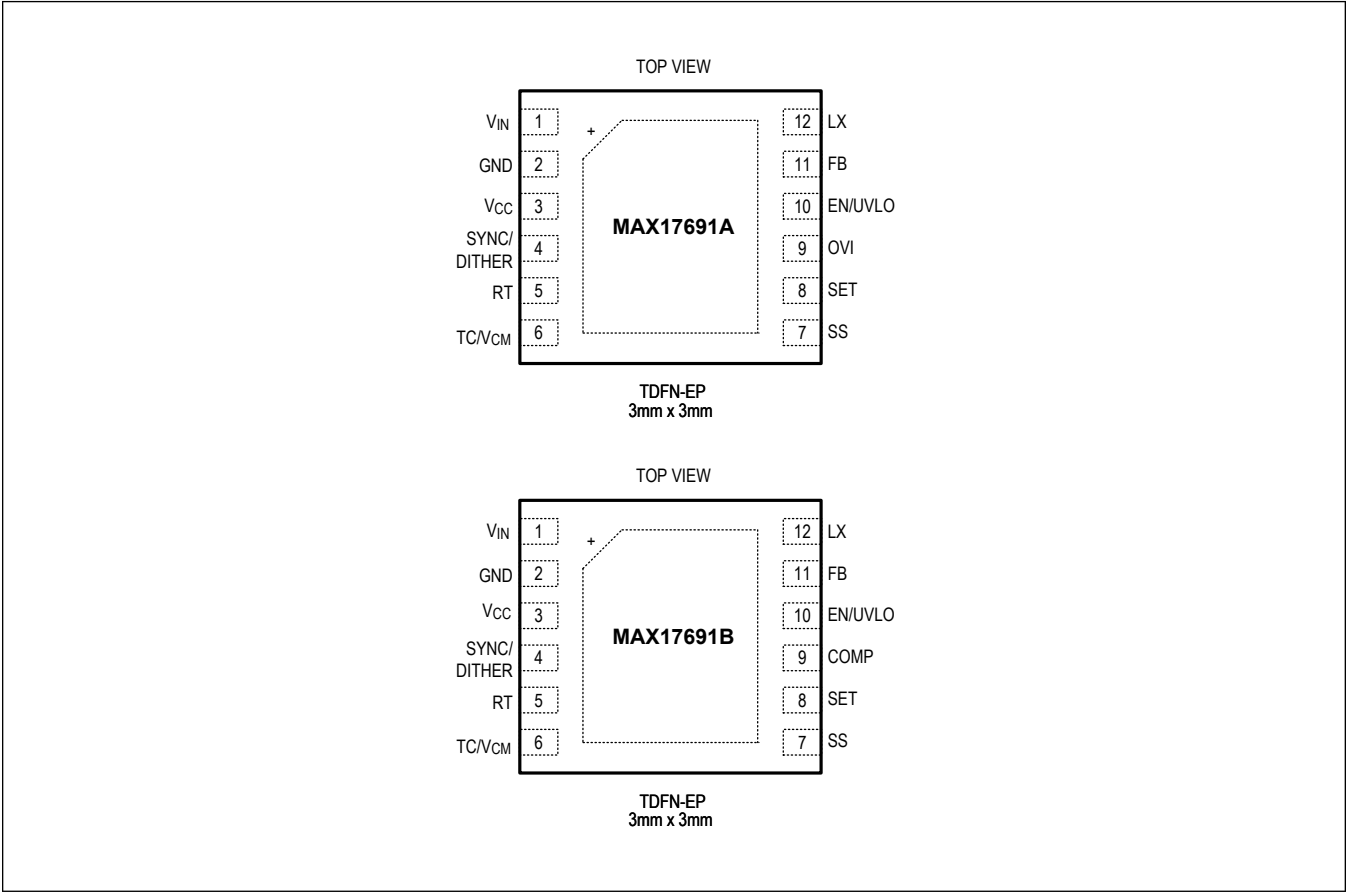 TOP VIEW
VIN 1 + 12 LX
GND 2 11 FB
VCC 3 10 EN/UVLO
MAX17691A
SYNC/
DITHER 4 9 OVI
RT 5 8 SET
TC/VCM 6 7 SS
TDFN-EP
3mm x 3mm
TOP VIEW
VIN 1 + 12 LX
GND 2 11 FB
VCC 3 10 EN/UVLO
MAX17691B
SYNC/
DITHER 4 9 COMP
RT 5 8 SET
TC/VCM 6 7 SS
TDFN-EP
3mm x 3mm